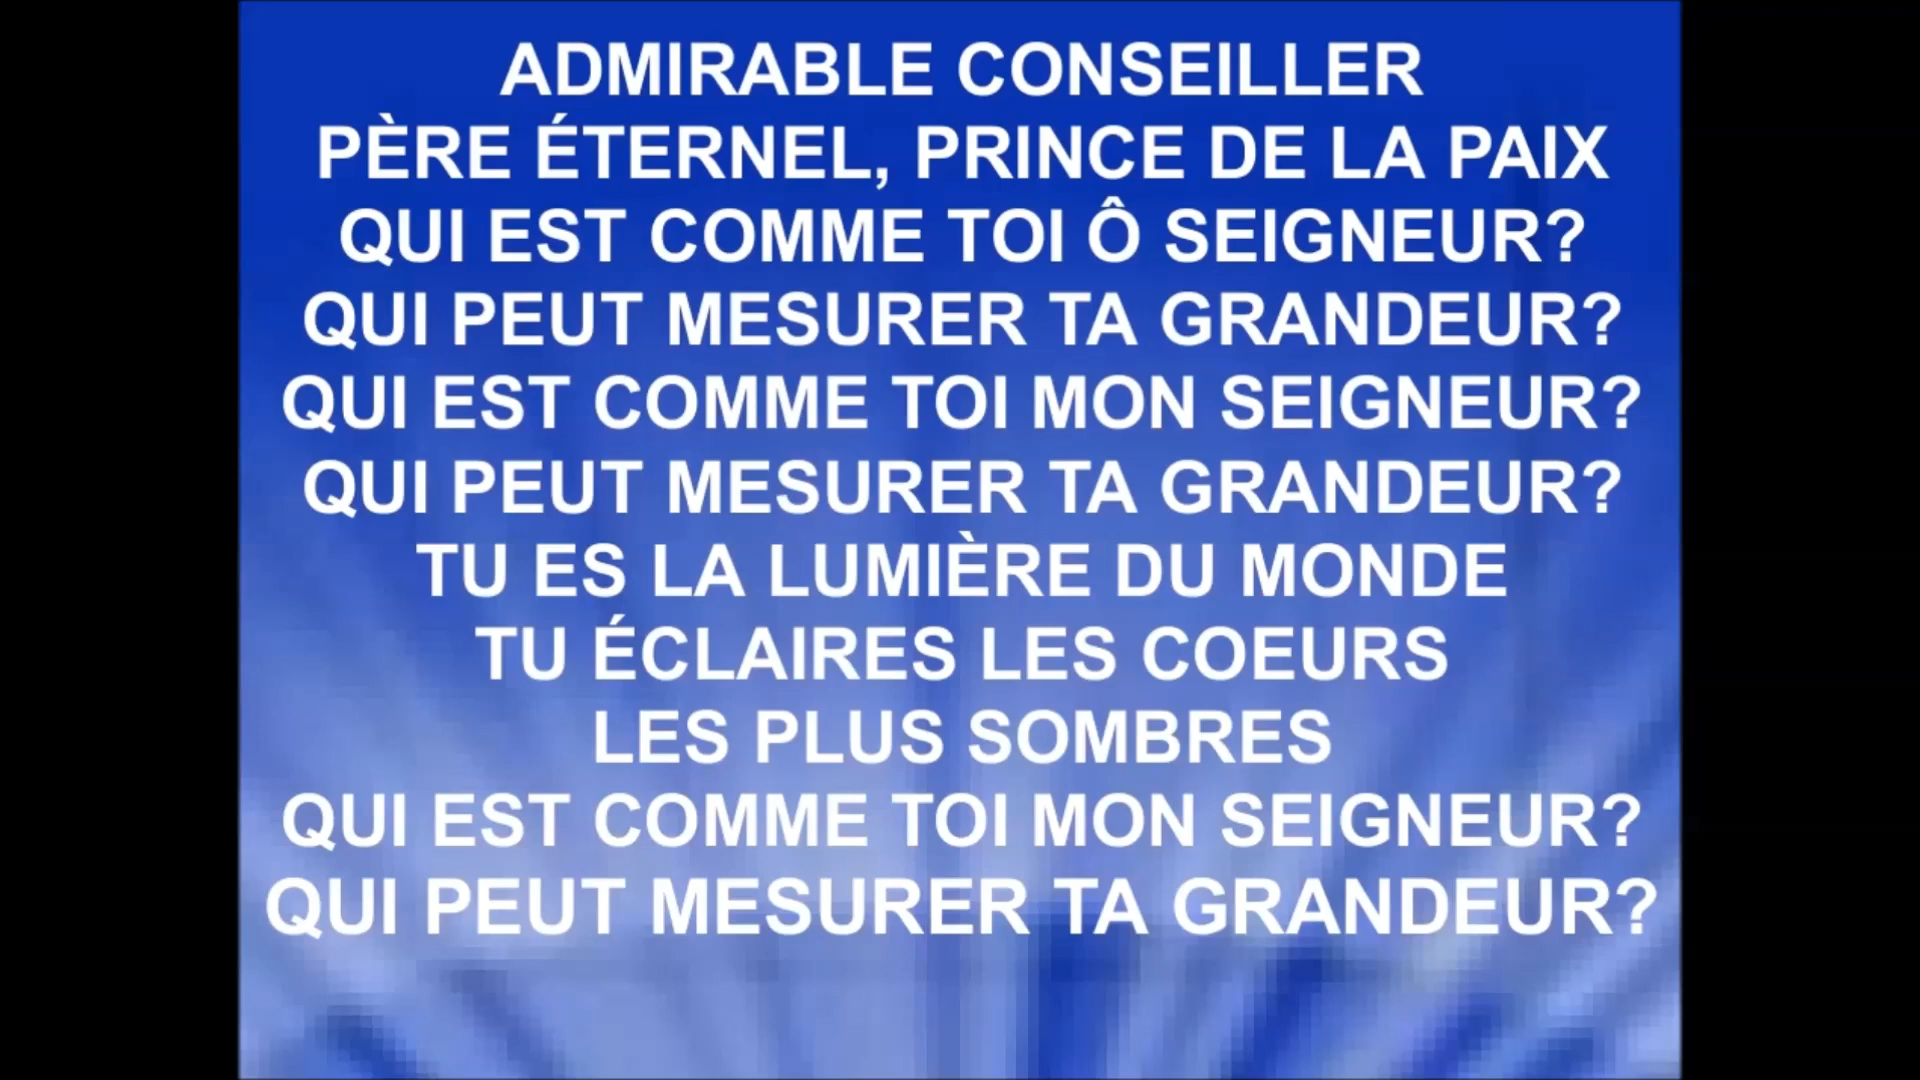 ADMIRABLE CONSEILLER
PÈRE ÉTERNEL, PRINCE DE LA PAIX
QUI EST COMME TOI Ô SEIGNEUR?
QUI PEUT MESURER TA GRANDEUR?
QUI EST COMME TOI MON SEIGNEUR?
QUI PEUT MESURER TA GRANDEUR?
TU ES LA LUMIÈRE DU MONDE
TU ÉCLAIRES LES COEURS
LES PLUS SOMBRES
QUI EST COMME TOI MON SEIGNEUR?
QUI PEUT MESURER TA GRANDEUR?